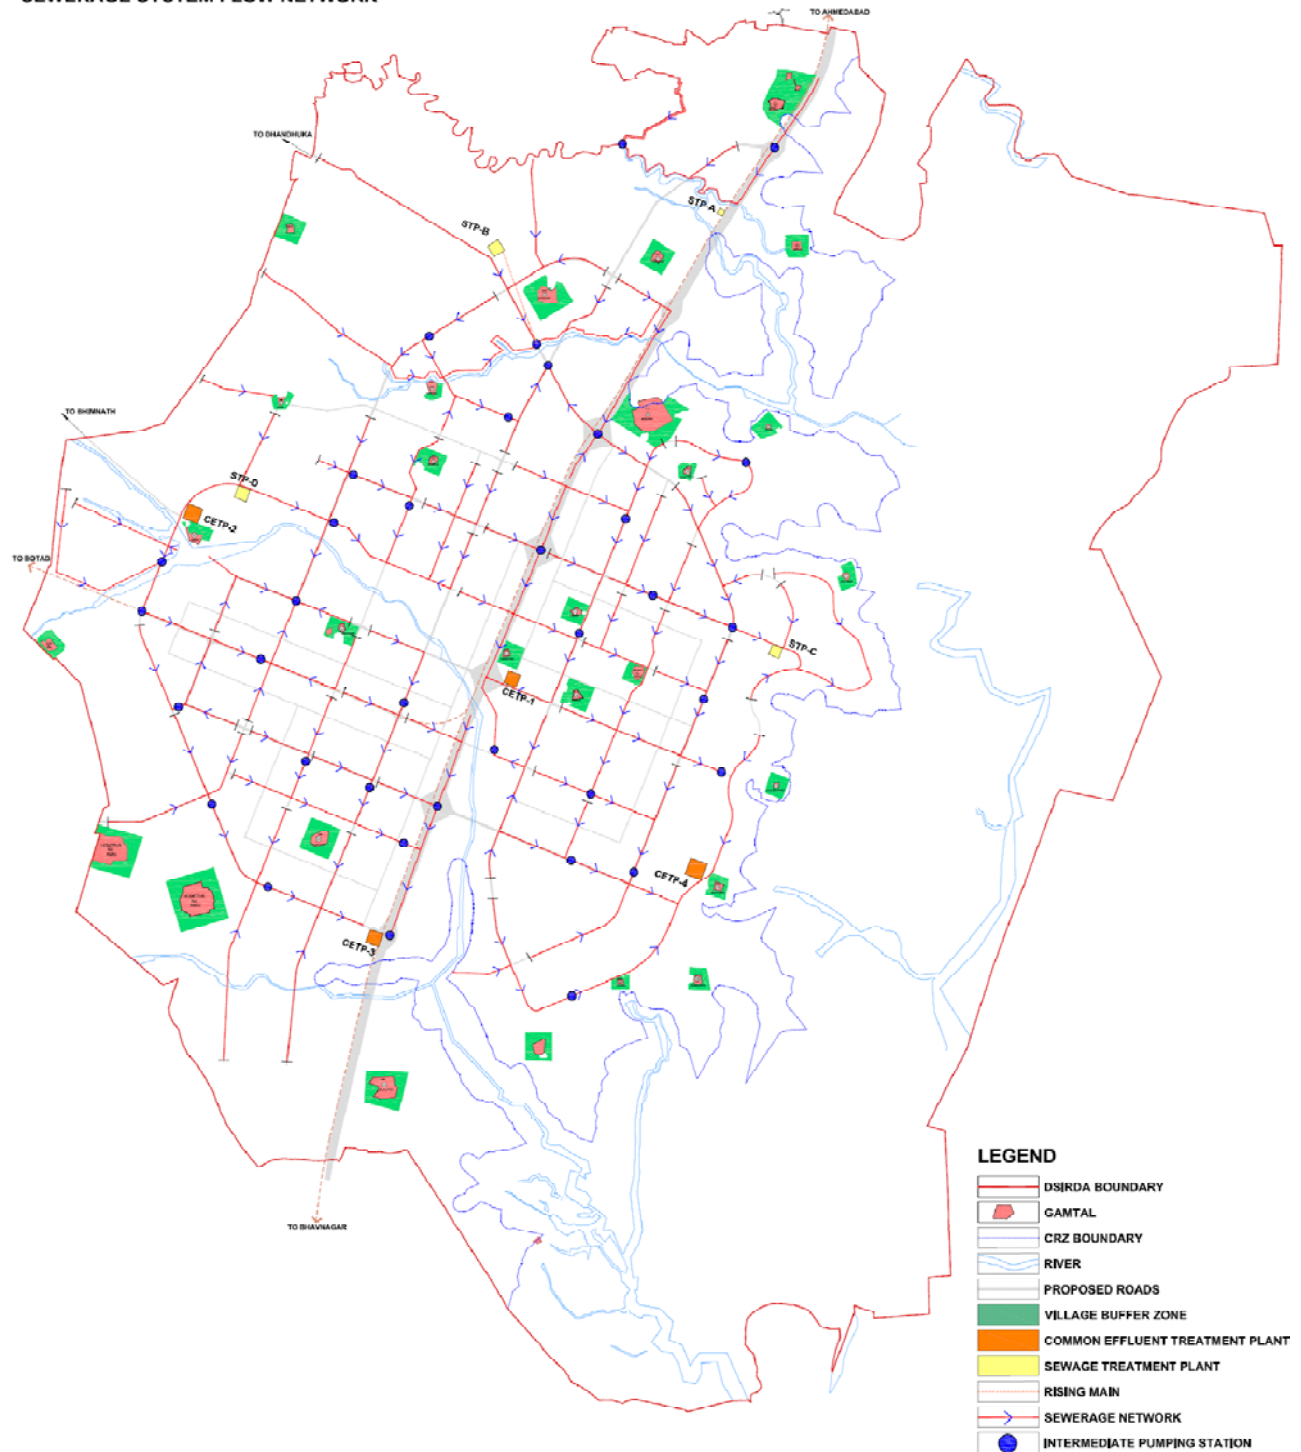 SEWERAGE SYSTEM FLOW NETWORK
TO AHMEDABAD
TO DHANDHUKA
STP-A
STP-B
TO BHIMNATH
STP-D
CETP-2
TO BOTAD
STP-C
CETP-1
CETP-4
CETP-3
TO BHAVNAGAR
LEGEND
DSIRDA BOUNDARY
GAMTAL
CRZ BOUNDARY
RIVER
PROPOSED ROADS
VILLAGE BUFFER ZONE
COMMON EFFLUENT TREATMENT PLANT
SEWAGE TREATMENT PLANT
RISING MAIN
SEWERAGE NETWORK
INTERMEDIATE PUMPING STATION